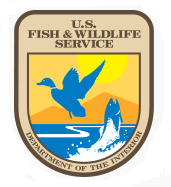 U.S.
FISH & WILDLIFE
SERVICE
DEPARTMENT OF THE INTERIOR